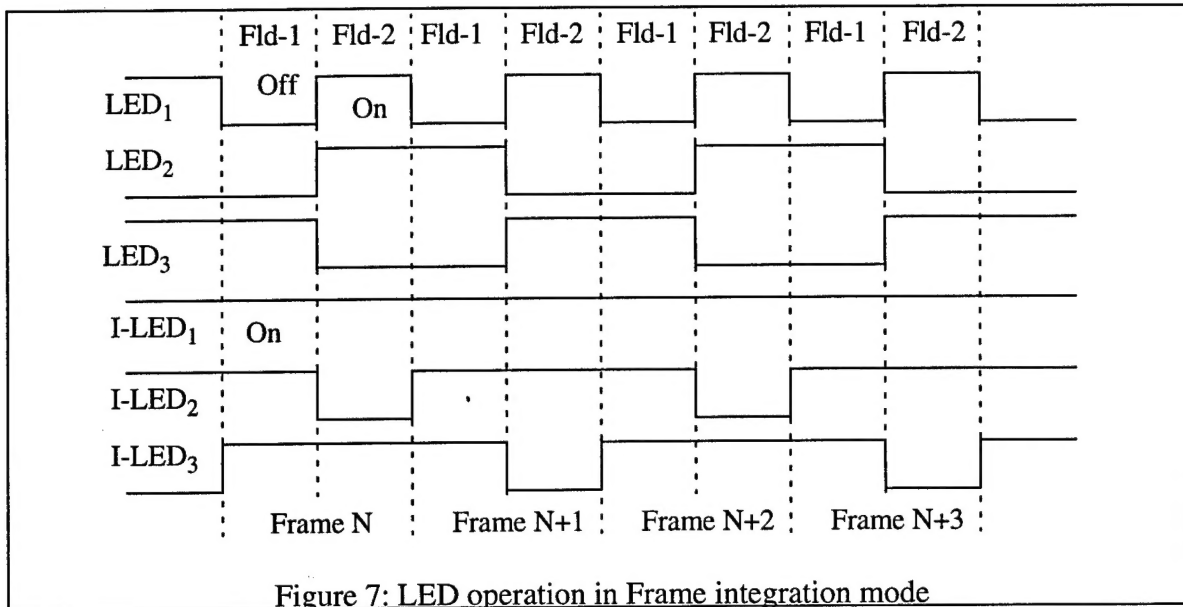 Fld-1 Fld-2 Fld-1 Fld-2 Fld-1 Fld-2 Fld-1 Fld-2
Off
LED1
On
LED2
LED3
I-LED1
On
I-LED2
I-LED3
Frame N Frame N+1 Frame N+2 Frame N+3
Figure 7: LED operation in Frame integration mode